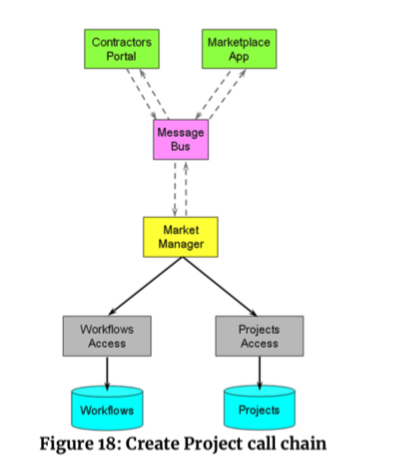 Contractors
Portal
Marketplace
App
Message
Bus
Market
Manager
Workflows
Access
Projects
Access
Workflows
Projects
Figure 18: Create Project call chain